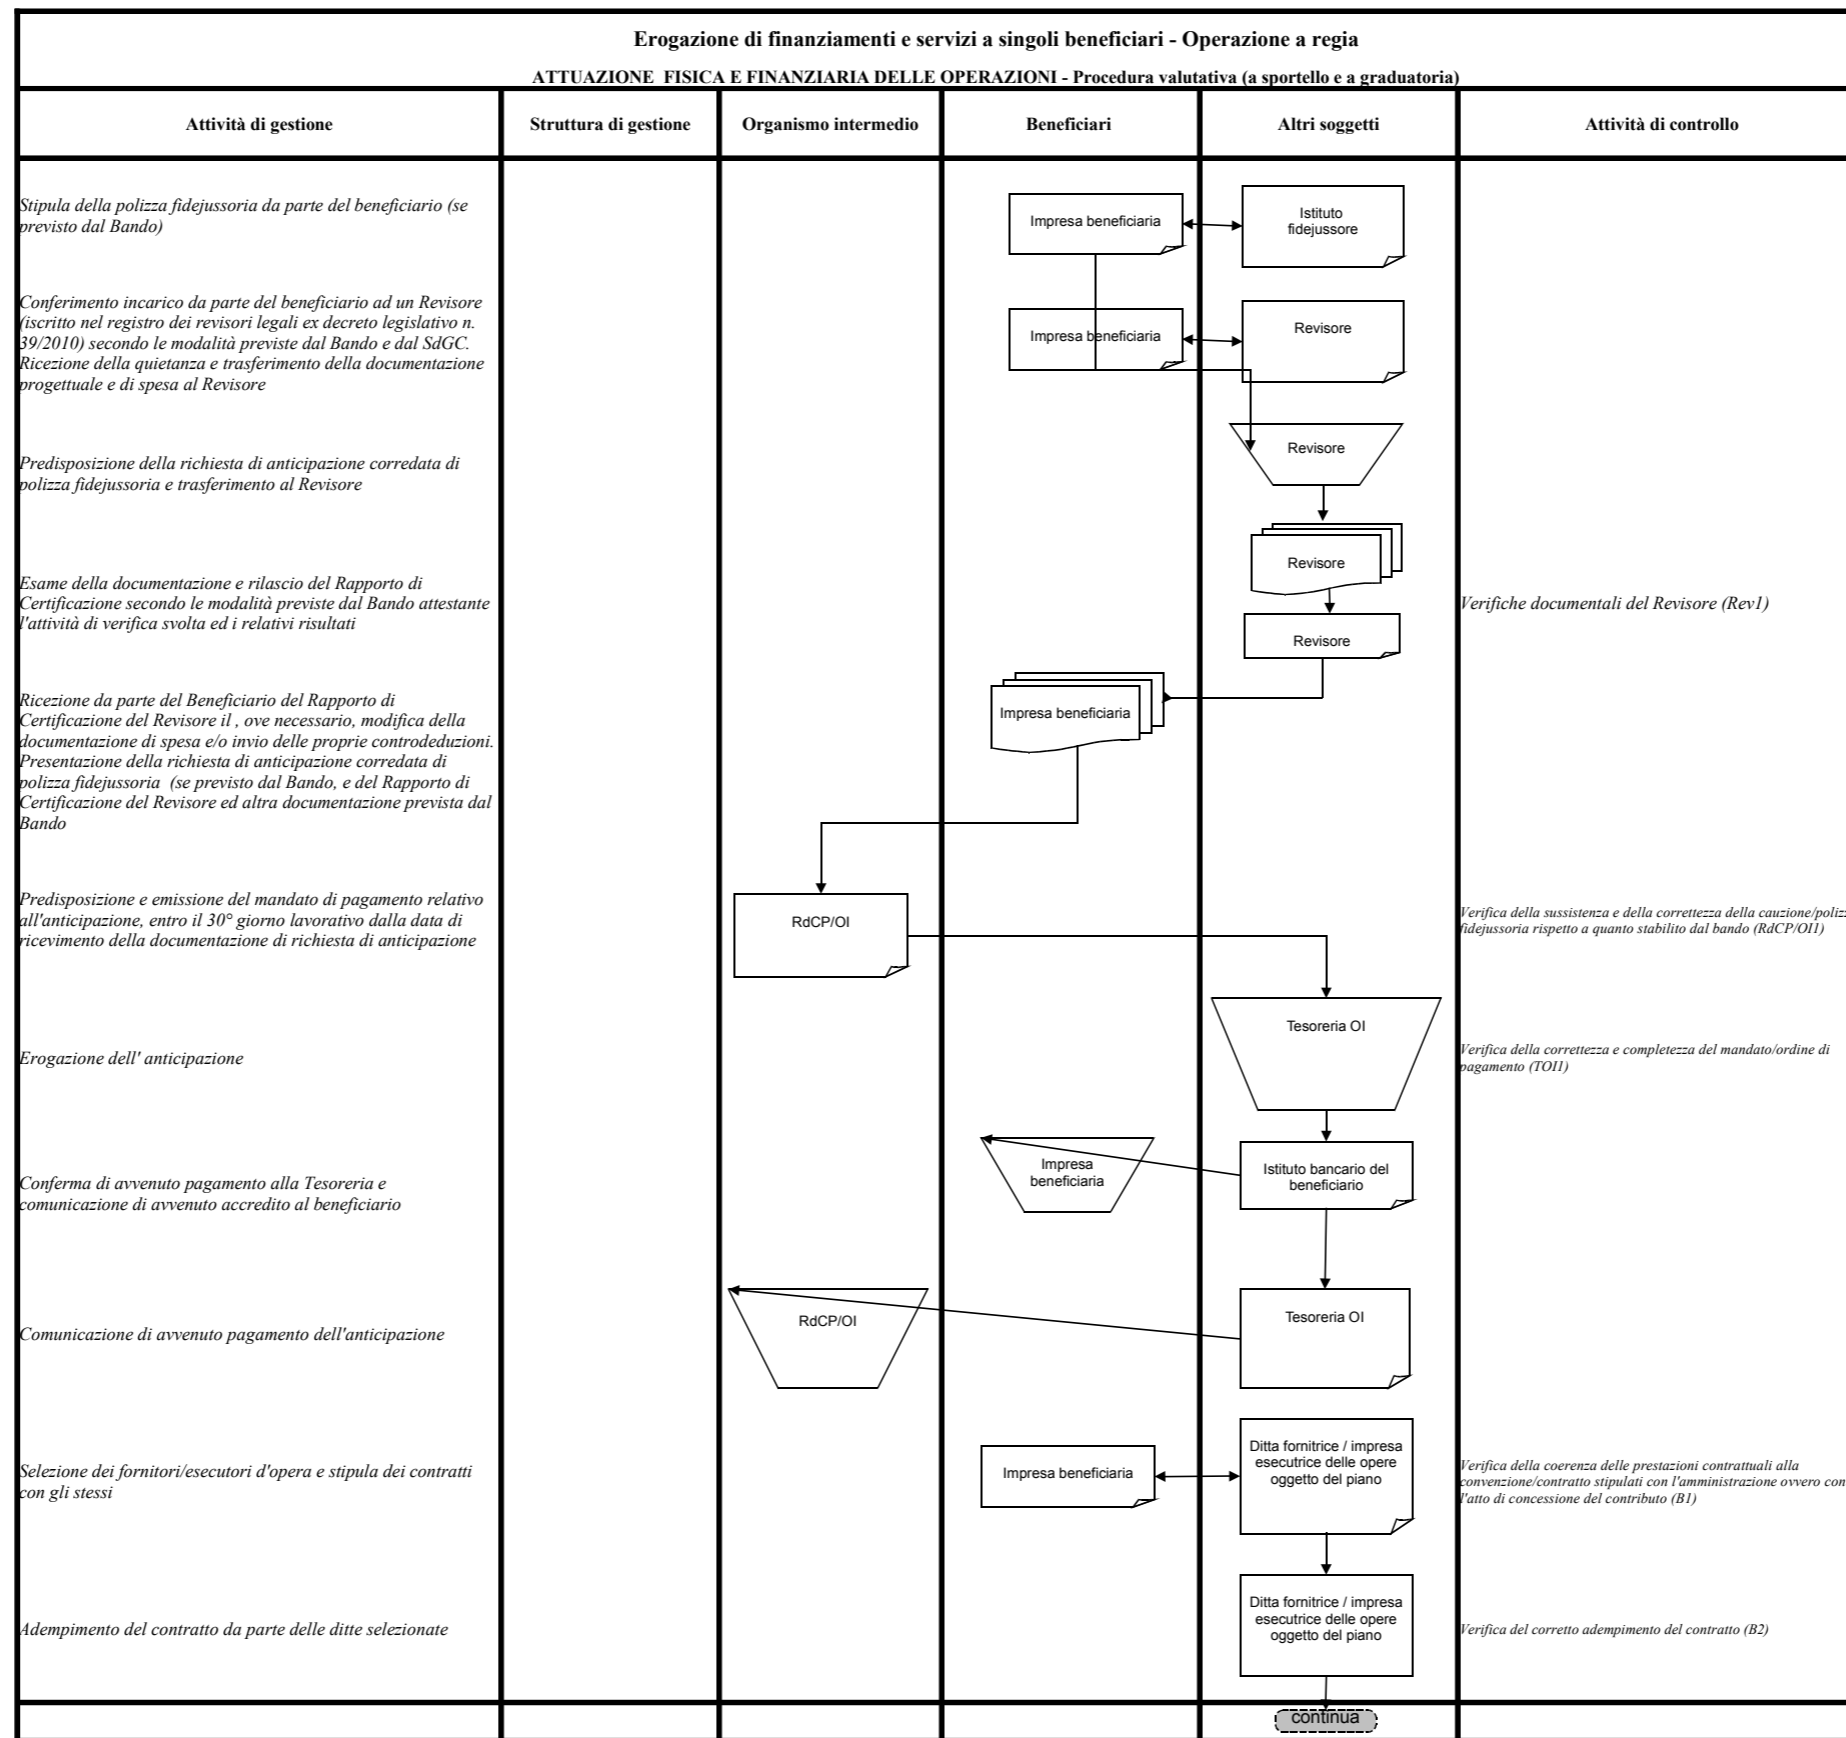 Erogazione di finanziamenti e servizi a singoli beneficiari - Operazione a regia
ATTUAZIONE FISICA E FINANZIARIA DELLE OPERAZIONI - Procedura valutativa (a sportello e a graduatoria)
Attività di gestione
Struttura di gestione
Organismo intermedio
Beneficiari
Altri soggetti
Attività di controllo
Stipula della polizza fidejussoria da parte del beneficiario (se
previsto dal Bando)
Impresa beneficiaria
Istituto
fidejussore
Conferimento incarico da parte del beneficiario ad un Revisore
(iscritto nel registro dei revisori legali ex decreto legislativo n.
39/2010) secondo le modalità previste dal Bando e dal SdGC.
Ricezione della quietanza e trasferimento della documentazione
progettuale e di spesa al Revisore
Impresa beneficiaria
Revisore
Predisposizione della richiesta di anticipazione corredata di
polizza fidejussoria e trasferimento al Revisore
Revisore
Esame della documentazione e rilascio del Rapporto di
Certificazione secondo le modalità previste dal Bando attestante
l'attività di verifica svolta ed i relativi risultati
Revisore
Revisore
Verifiche documentali del Revisore (Rev1)
Ricezione da parte del Beneficiario del Rapporto di
Certificazione del Revisore il , ove necessario, modifica della
documentazione di spesa e/o invio delle proprie controdeduzioni.
Presentazione della richiesta di anticipazione corredata di
polizza fidejussoria (se previsto dal Bando, e del Rapporto di
Certificazione del Revisore ed altra documentazione prevista dal
Bando
Impresa beneficiaria
Predisposizione e emissione del mandato di pagamento relativo
all'anticipazione, entro il 30° giorno lavorativo dalla data di
ricevimento della documentazione di richiesta di anticipazione
RdCP/OI
Verifica della sussistenza e della correttezza della cauzione/poliz
fidejussoria rispetto a quanto stabilito dal bando (RdCP/OI1)
Erogazione dell' anticipazione
Tesoreria OI
Verifica della correttezza e completezza del mandato/ordine di
pagamento (TOI1)
Conferma di avvenuto pagamento alla Tesoreria e
comunicazione di avvenuto accredito al beneficiario
Impresa
beneficiaria
Istituto bancario del
beneficiario
Comunicazione di avvenuto pagamento dell'anticipazione
RdCP/OI
Tesoreria OI
Selezione dei fornitori/esecutori d'opera e stipula dei contratti
con gli stessi
Impresa beneficiaria
Ditta fornitrice / impresa
esecutrice delle opere
oggetto del piano
Verifica della coerenza delle prestazioni contrattuali alla
convenzione/contratto stipulati con l'amministrazione ovvero con
l'atto di concessione del contributo (B1)
Adempimento del contratto da parte delle ditte selezionate
Ditta fornitrice / impresa
esecutrice delle opere
oggetto del piano
Verifica del corretto adempimento del contratto (B2)
continua